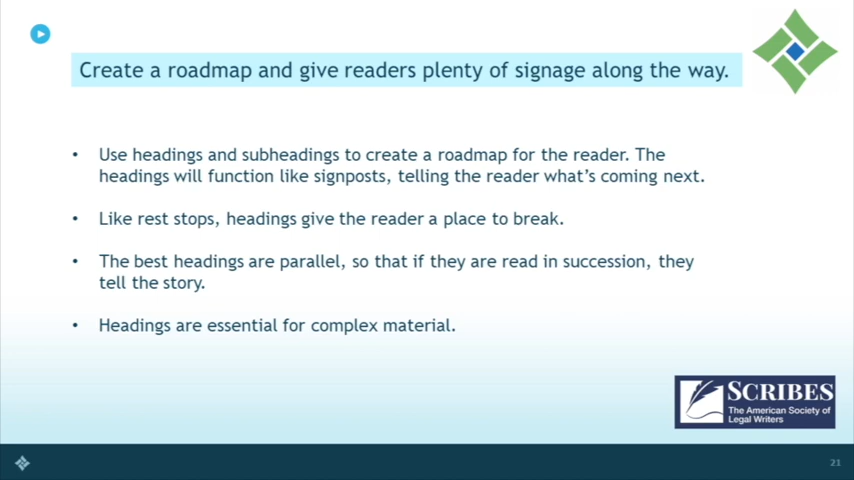 Create a roadmap and give readers plenty of signage along the way.
• Use headings and subheadings to create a roadmap for the reader. The
headings will function like signposts, telling the reader what’s coming next.
• Like rest stops, headings give the reader a place to break.
• The best headings are parallel, so that if they are read in succession, they
tell the story.
• Headings are essential for complex material.
SCRIBES
The American Society of
Legal Writers
21